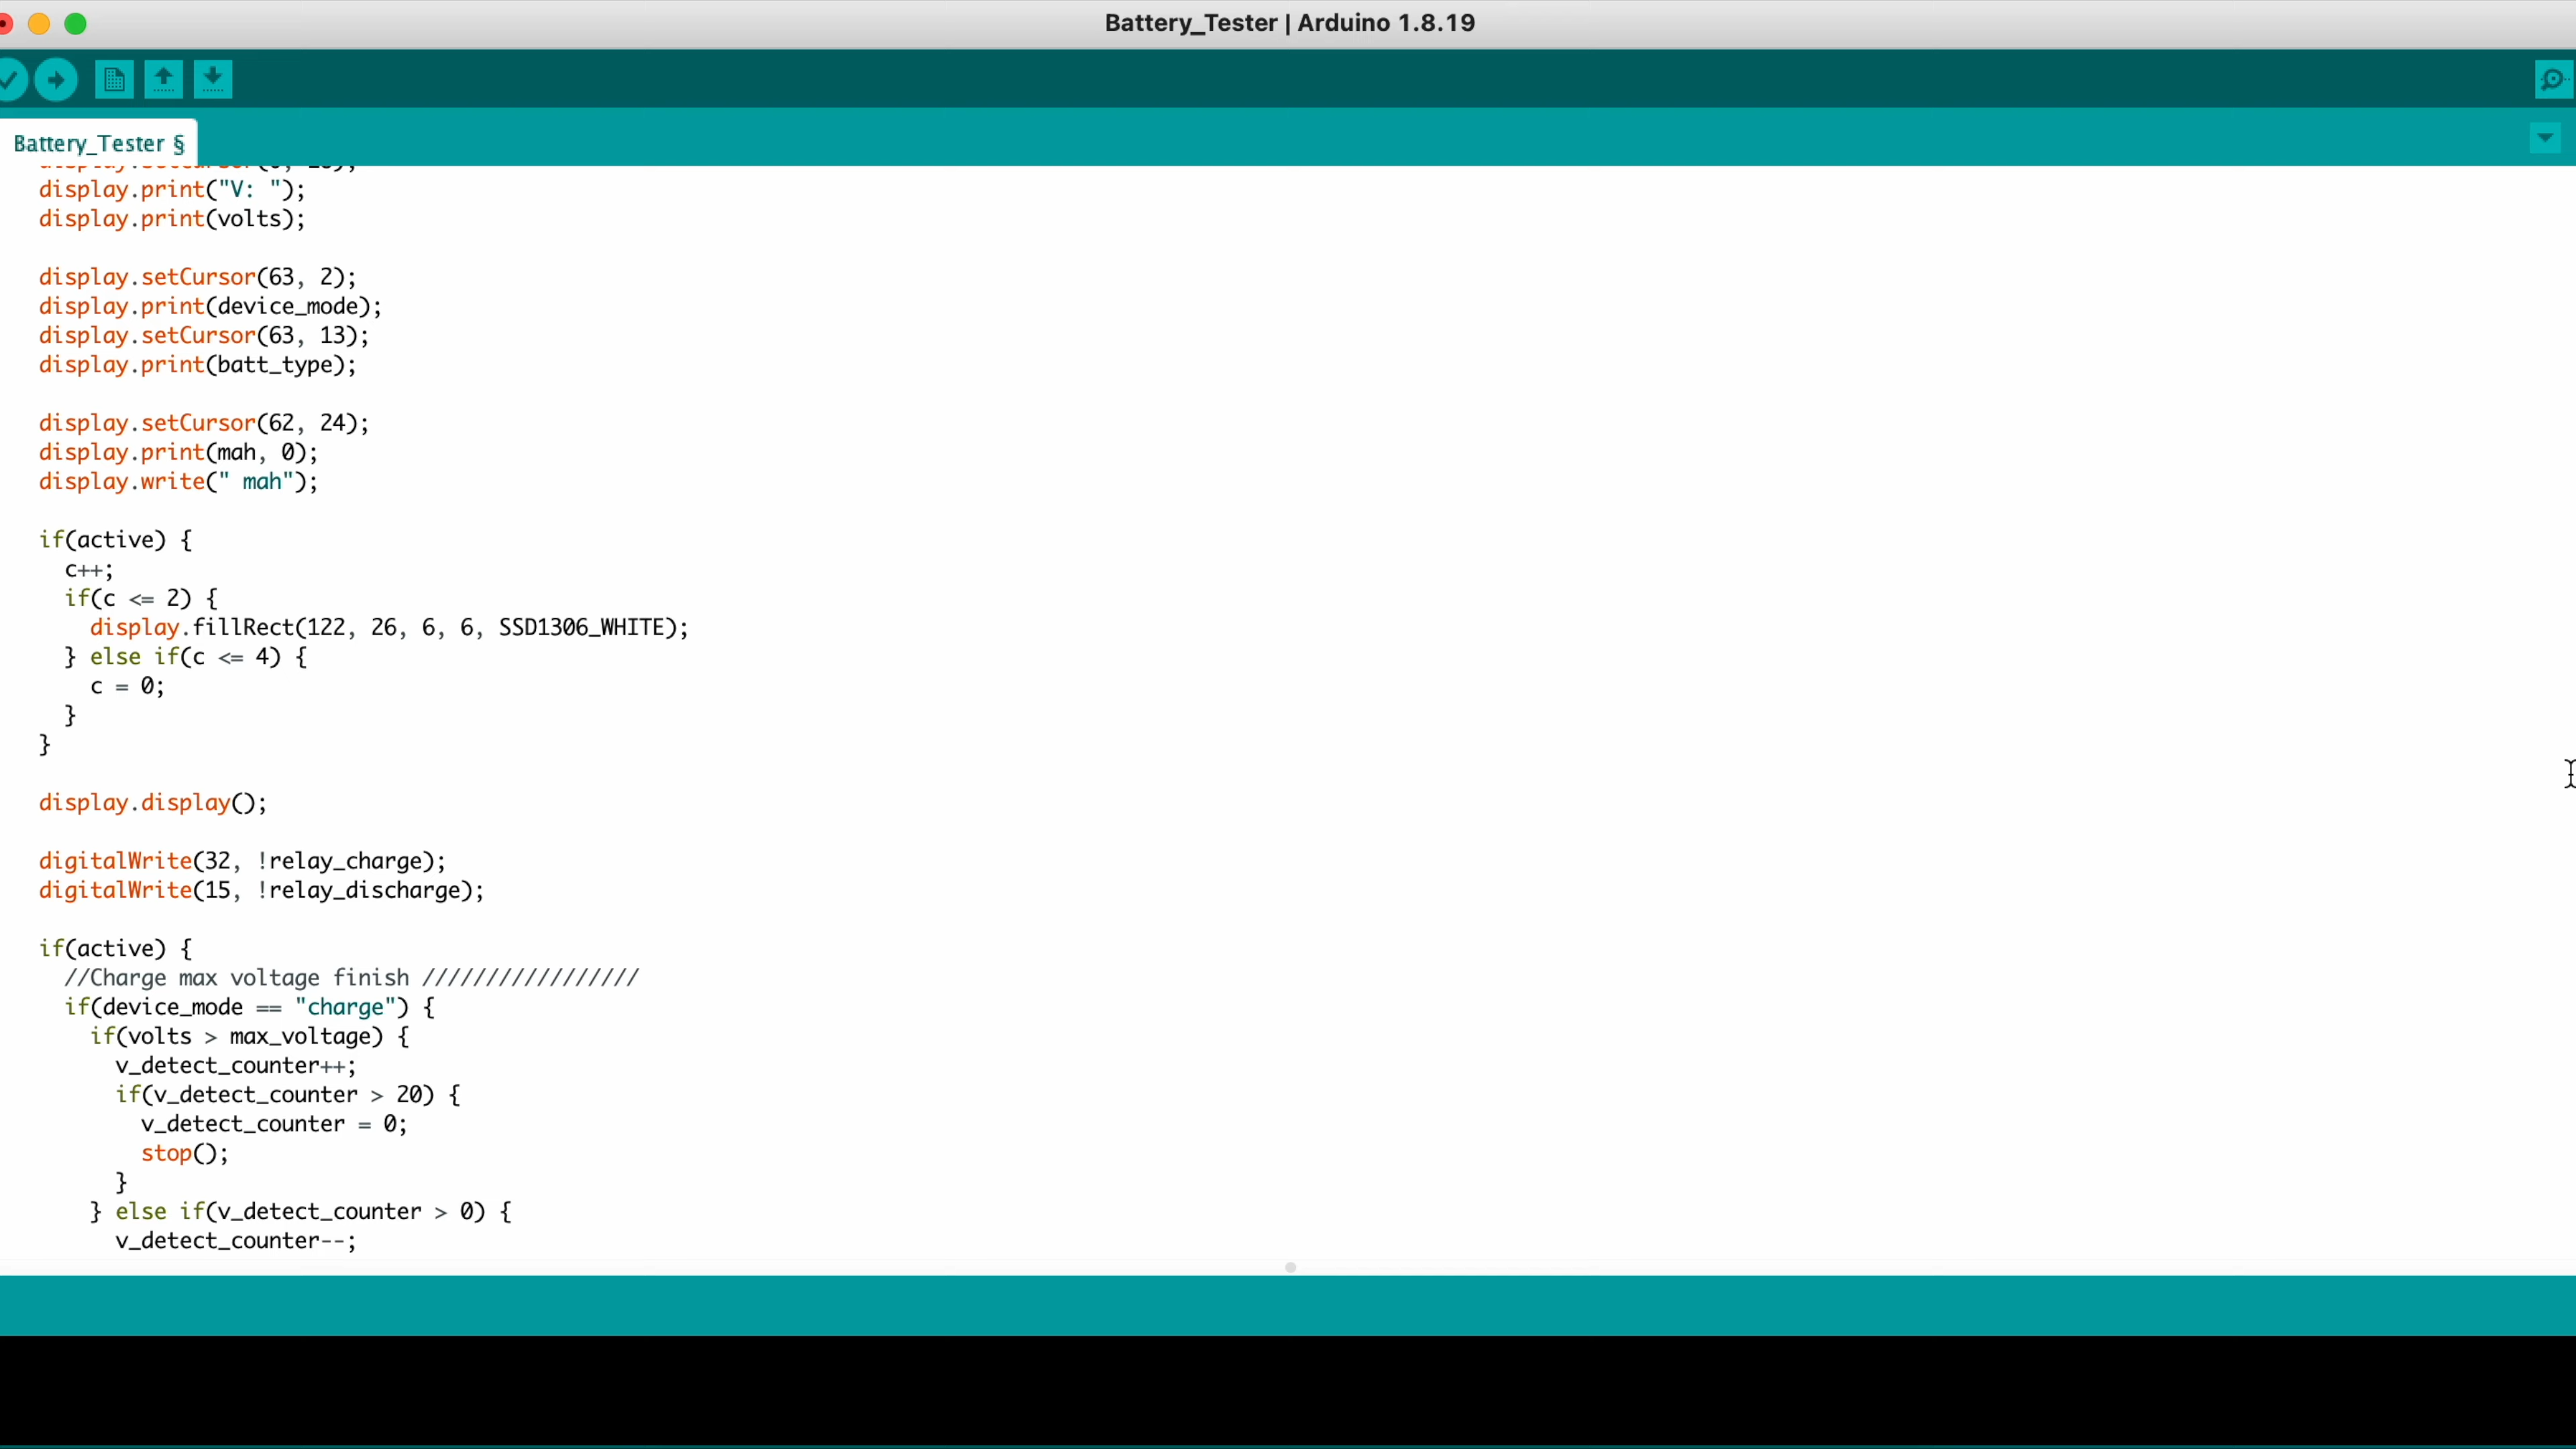 Battery_Tester | Arduino 1.8.19
Battery_Tester §
display.print("V: ");
display.print(volts);
display.setCursor(63, 2);
display.print(device_mode);
display.setCursor(63, 13);
display.print(batt_type);
display.setCursor(62, 24);
display.print(mah, 0);
display.write(" mah");
if(active) {
c++;
if(c <= 2) {
display.fillRect(122, 26, 6, 6, SSD1306_WHITE);
} else if(c <= 4) {
c = 0;
}
}
display.display();
digitalWrite(32, !relay_charge);
digitalWrite(15, !relay_discharge);
if(active) {
//Charge max voltage finish /////////////////
if(device_mode == "charge") {
if(volts > max_voltage) {
v_detect_counter++;
if(v_detect_counter > 20) {
v_detect_counter = 0;
stop();
}
} else if(v_detect_counter > 0) {
v_detect_counter--;